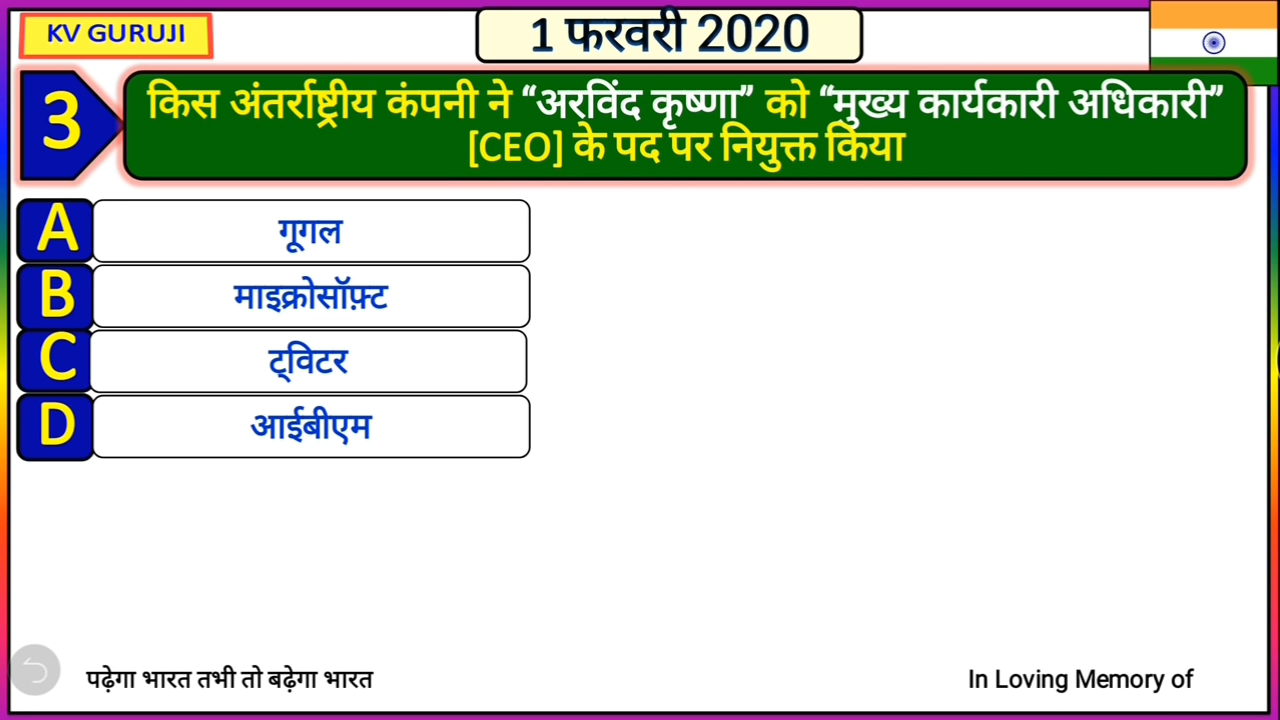 KV GURUJI
1 फरवरी 2020
3
किस अंतर्राष्ट्रीय कंपनी ने “अरविंद कृष्णा” को “मुख्य कार्यकारी अधिकारी”
[CEO] के पद पर नियुक्त किया
A गूगल
B माइक्रोसॉफ़्ट
C ट्विटर
D आईबीएम
पढ़ेगा भारत तभी तो बढ़ेगा भारत
In Loving Memory of